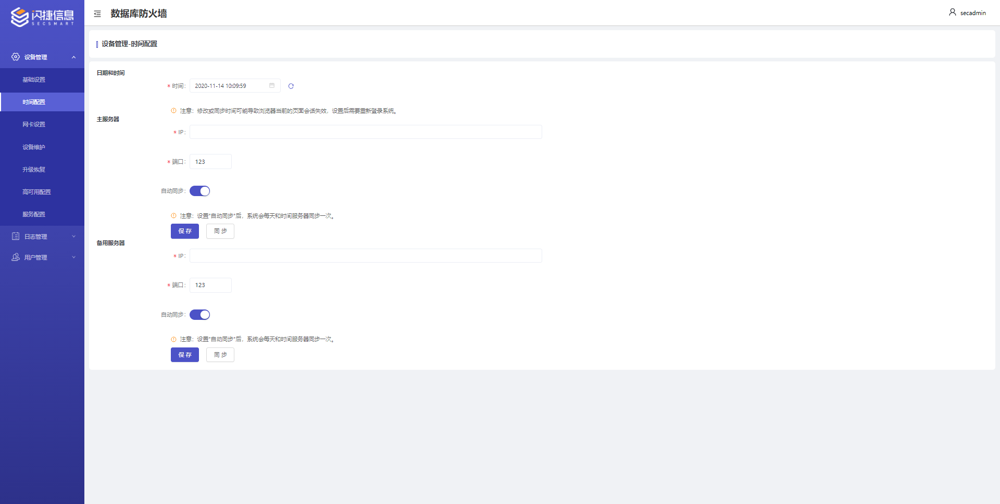 闪捷信息
SECSMART
数据库防火墙
secadmin
设备管理
基础设置
时间配置
网卡设置
设备维护
升级恢复
高可用配置
服务配置
日志管理
用户管理
设备管理-时间配置
日期和时间
* 时间: 2020-11-14 10:09:59
注意：修改或同步时间可能导致浏览器当前的页面会话失效，设置后需要重新登录系统。
主服务器
* IP:
* 端口: 123
自动同步:
注意：设置"自动同步"后，系统会每天和时间服务器同步一次。
保 存 同 步
备用服务器
* IP:
* 端口: 123
自动同步:
注意：设置"自动同步"后，系统会每天和时间服务器同步一次。
保 存 同 步